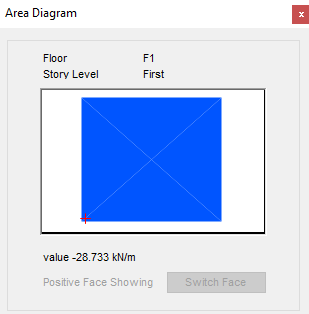 Area Diagram
x
Floor F1
Story Level First
value -28.733 kN/m
Positive Face Showing Switch Face